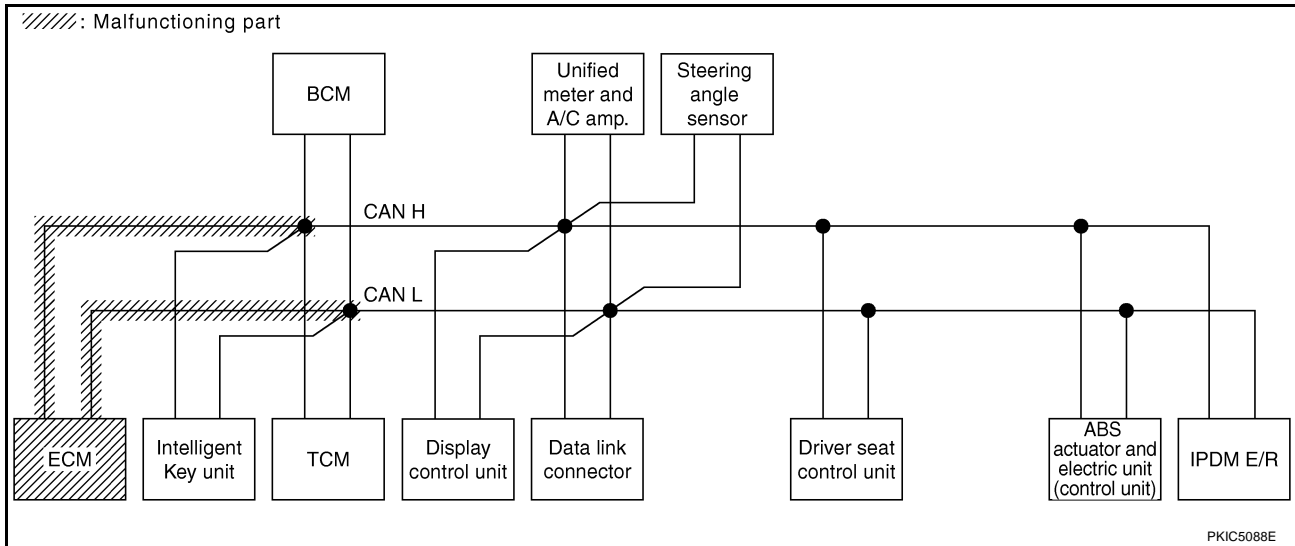 : Malfunctioning part
BCM
Unified
meter and
A/C amp.
Steering
angle
sensor
CAN H
CAN L
ECM
Intelligent
Key unit
TCM
Display
control unit
Data link
connector
Driver seat
control unit
ABS
actuator and
electric unit
(control unit)
IPDM E/R
PKIC5088E